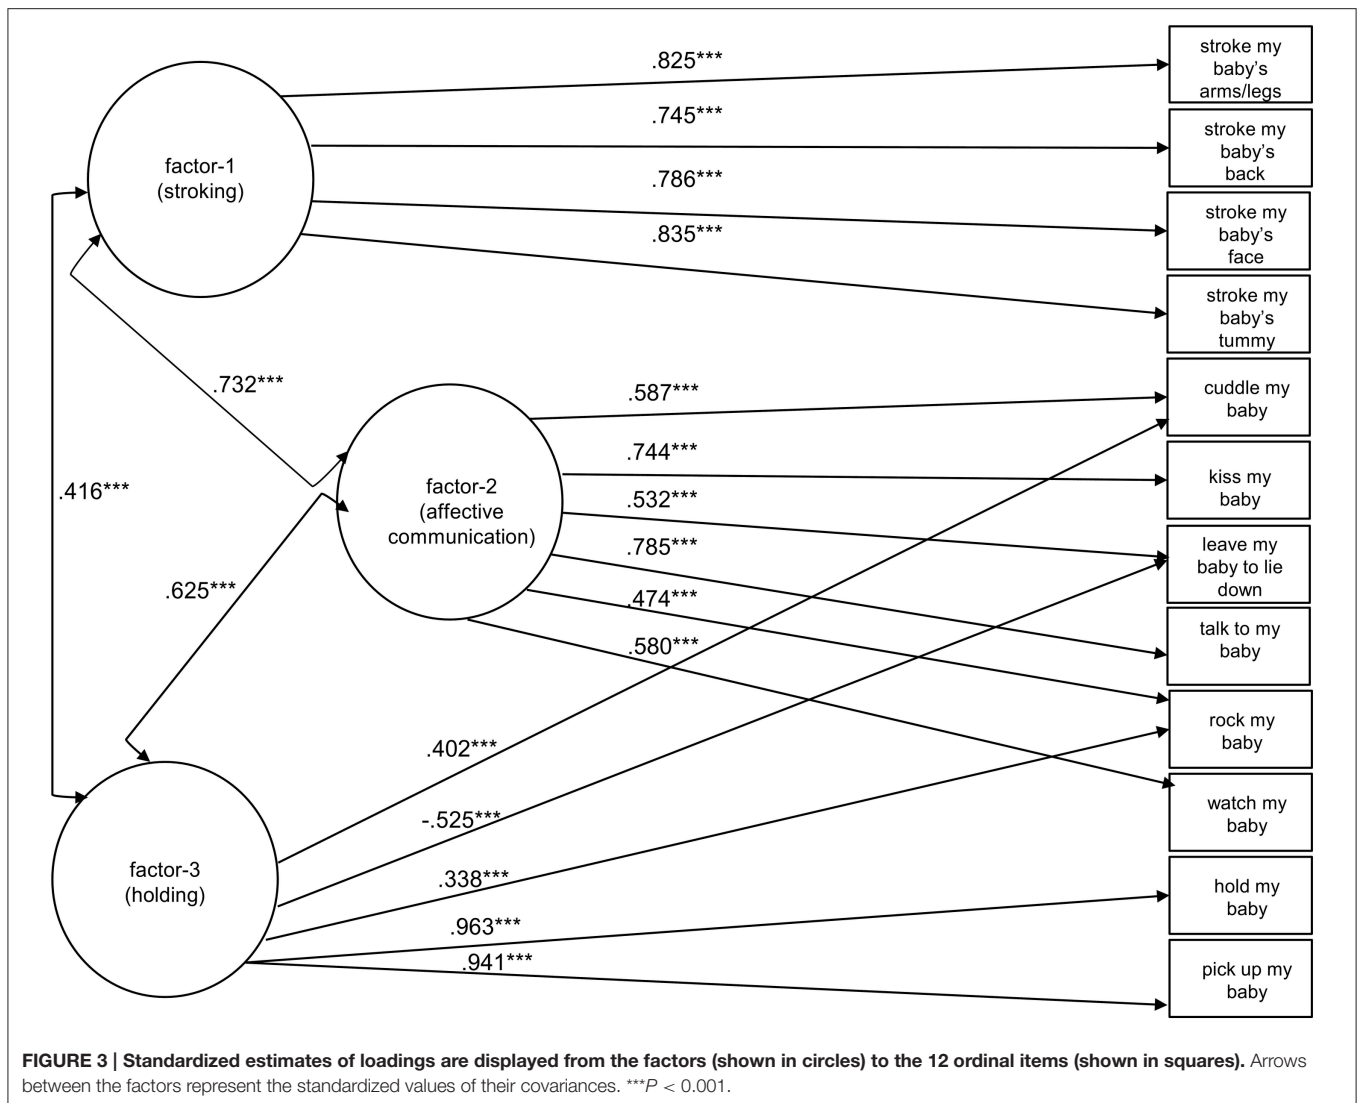 .825***
stroke my
baby's
arms/legs
.745***
stroke my
baby's
back
factor-1
(stroking)
.786***
stroke my
baby's
face
.835***
stroke my
baby's
tummy
.732***
.587***
cuddle my
baby
.744***
kiss my
baby
.416***
factor-2
(affective
communication)
.532***
leave my
baby to lie
down
.785***
.625***
.474***
talk to my
baby
.580***
rock my
baby
.402***
-.525***
watch my
baby
factor-3
(holding)
.338***
hold my
baby
.963***
.941***
pick up my
baby
FIGURE 3 | Standardized estimates of loadings are displayed from the factors (shown in circles) to the 12 ordinal items (shown in squares). Arrows
between the factors represent the standardized values of their covariances. ***P < 0.001.